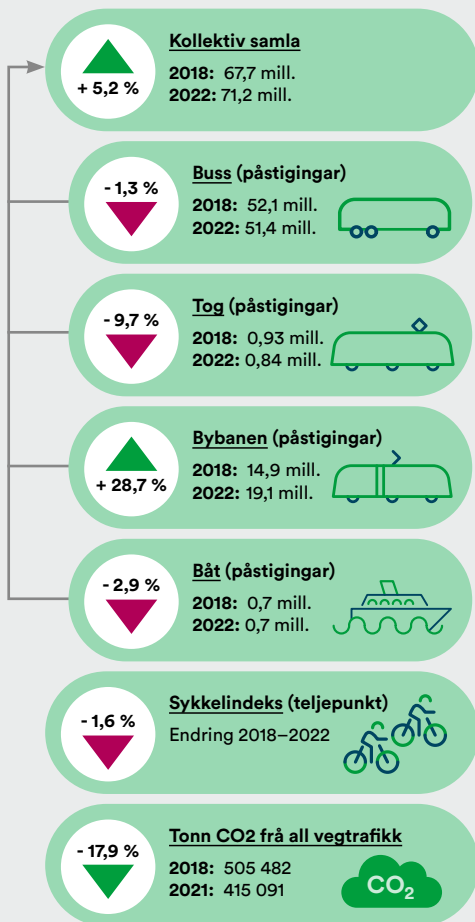 Kollektiv samla
+ 5,2 %
2018: 67,7 mill.
2022: 71,2 mill.
- 1,3 %
Buss (påstigingar)
2018: 52,1 mill.
2022: 51,4 mill.
- 9,7 %
Tog (påstigingar)
2018: 0,93 mill.
2022: 0,84 mill.
Bybanen (påstigingar)
+ 28,7 %
2018: 14,9 mill.
2022: 19,1 mill.
- 2,9 %
Båt (påstigingar)
2018: 0,7 mill.
2022: 0,7 mill.
- 1,6 %
Sykkelindeks (teljepunkt)
Endring 2018–2022
- 17,9 %
Tonn CO2 frå all vegtrafikk
2018: 505 482
2021: 415 091
CO₂